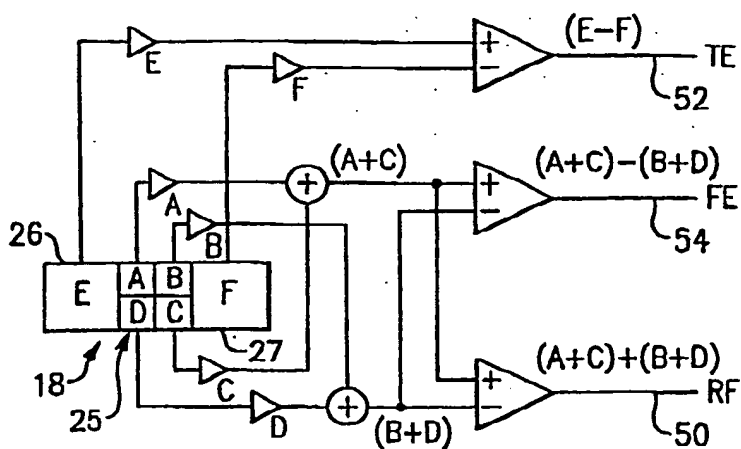 (E-F)
+
E
TE
-
F
52
(A+C)
(A+C)-(B+D)
+
+
A
FE
-
B
26
54
E
A
B
F
D
C
27
(A+C)+(B+D)
18
C
+
RF
25
D
+
-
(B+D)
50